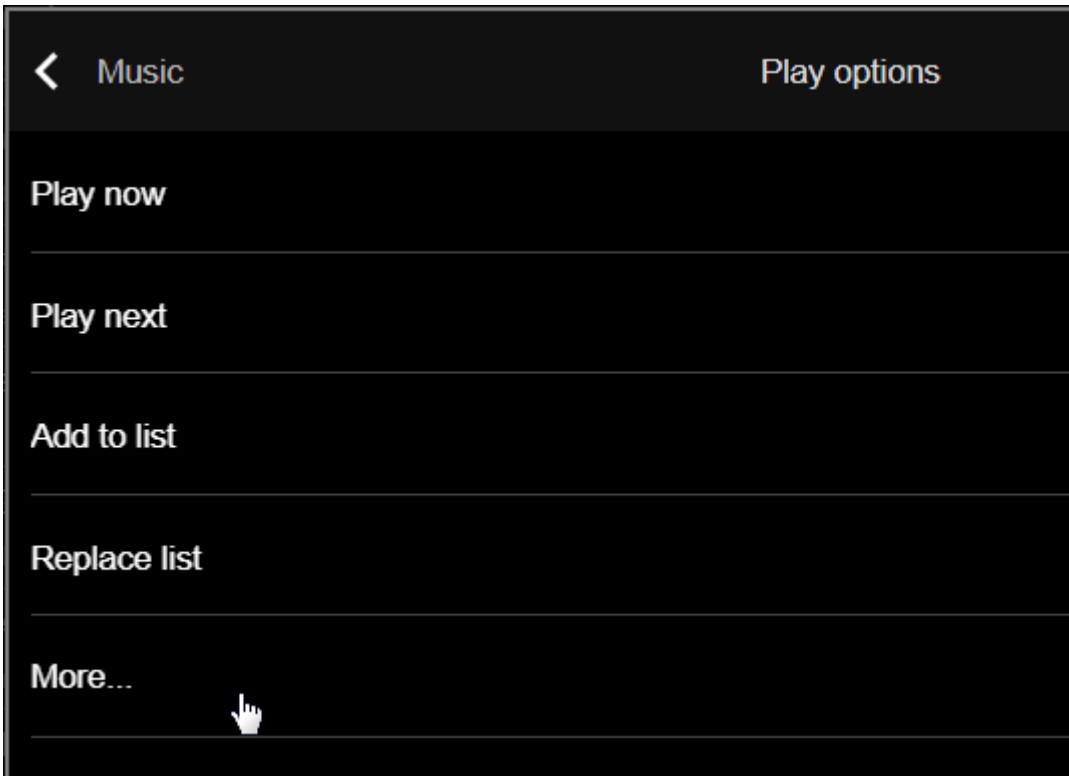 Music Play options
Play now
Play next
Add to list
Replace list
More...